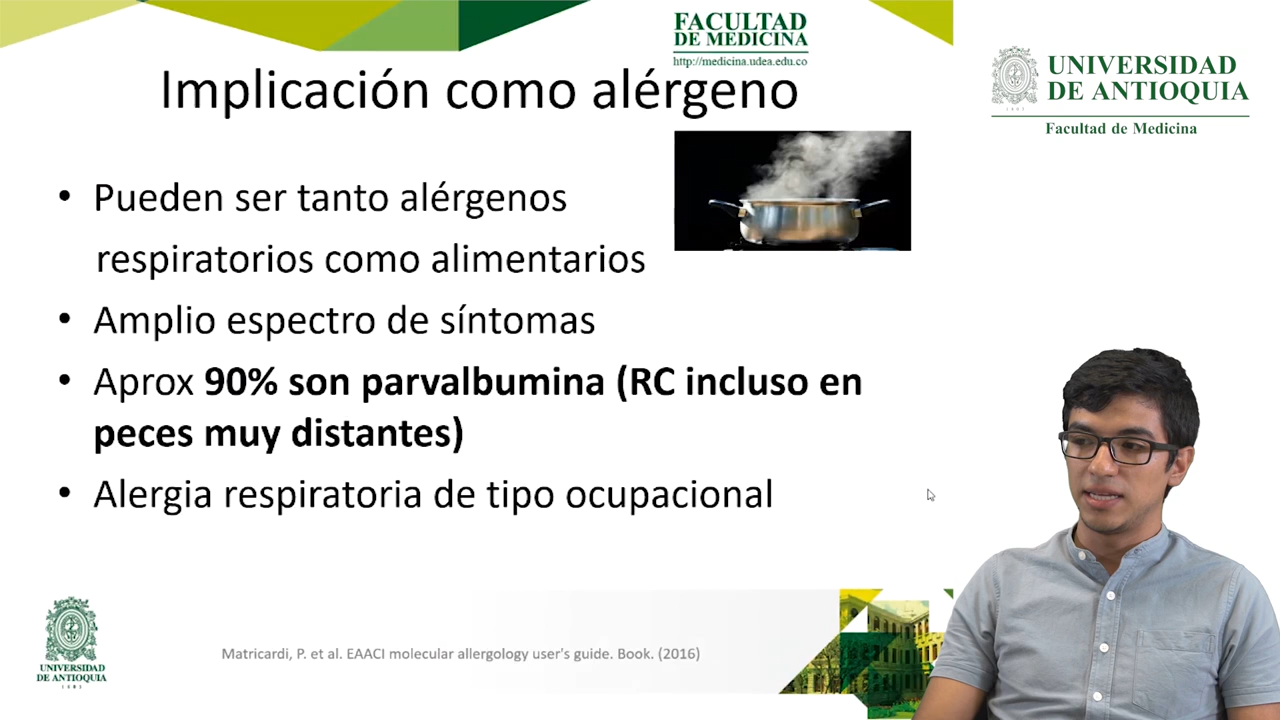 FACULTAD
DE MEDICINA
http://medicina.udea.edu.co
UNIVERSIDAD
DE ANTIOQUIA
1803
Facultad de Medicina
Implicación como alérgeno
• Pueden ser tanto alérgenos
respiratorios como alimentarios
• Amplio espectro de síntomas
• Aprox 90% son parvalbumina (RC incluso en
peces muy distantes)
• Alergia respiratoria de tipo ocupacional
UNIVERSIDAD
DE ANTIOQUIA
1803
Matricardi, P. et al. EAACI molecular allergology user's guide. Book. (2016)